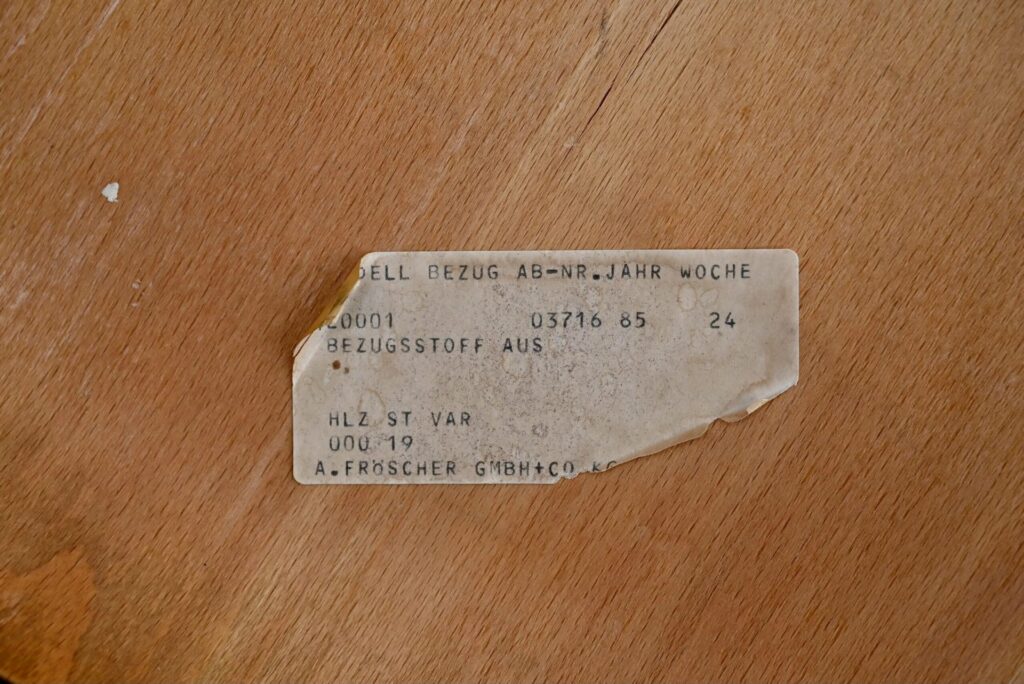 DELL BEZUG AB-NR.JAHR WOCHE
20001 03716 85 24
BEZUGSSTOFF AUS
HLZ ST VAR
000 19
A.FRÖSCHER GMBH+CO KG